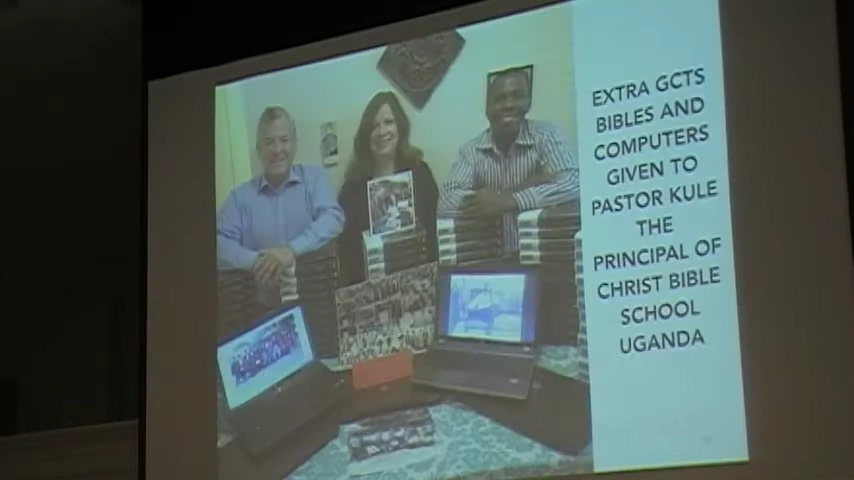 EXTRA GCTS
BIBLES AND
COMPUTERS
GIVEN TO
PASTOR KULE
THE
PRINCIPAL OF
CHRIST BIBLE
SCHOOL
UGANDA